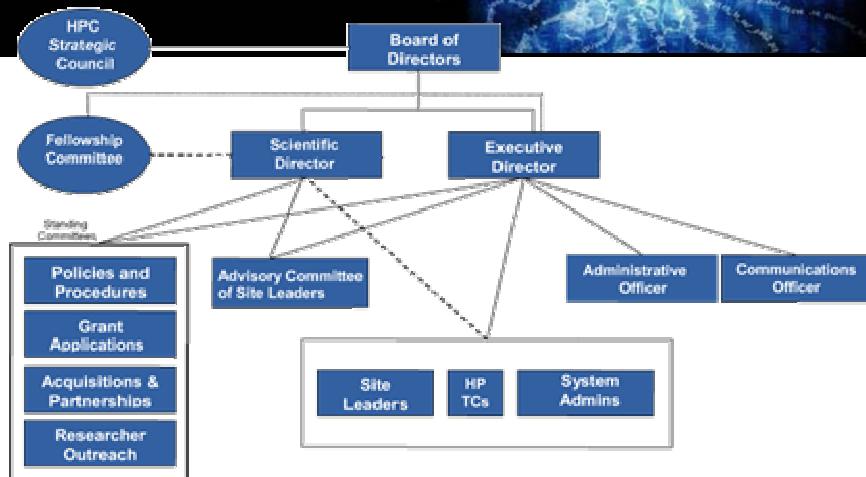 HPC
Strategic
Council
Board of
Directors
Fellowship
Committee
Scientific
Director
Executive
Director
Standing
Committees
Policies and
Procedures
Grant
Applications
Acquisitions &
Partnerships
Researcher
Outreach
Advisory Committee
of Site Leaders
Administrative
Officer
Communications
Officer
Site
Leaders
HP
TCs
System
Admins